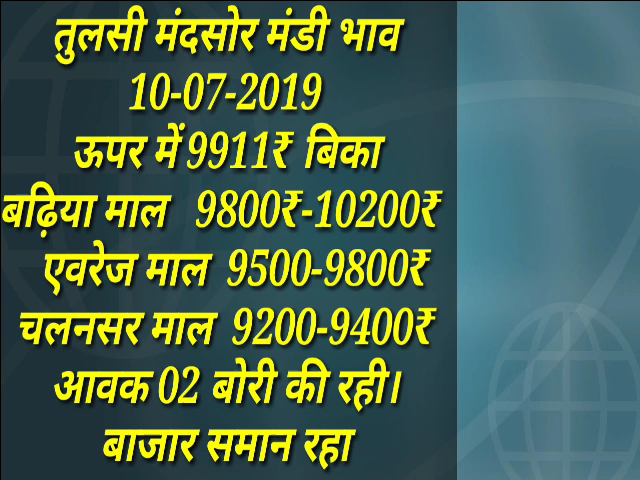 तुलसी मंदसोर मंडी भाव
10-07-2019
ऊपर में 9911₹ बिका
बढ़िया माल 9800₹-10200₹
एवरेज माल 9500-9800₹
चलनसर माल 9200-9400₹
आवक 02 बोरी की रही।
बाजार समान रहा